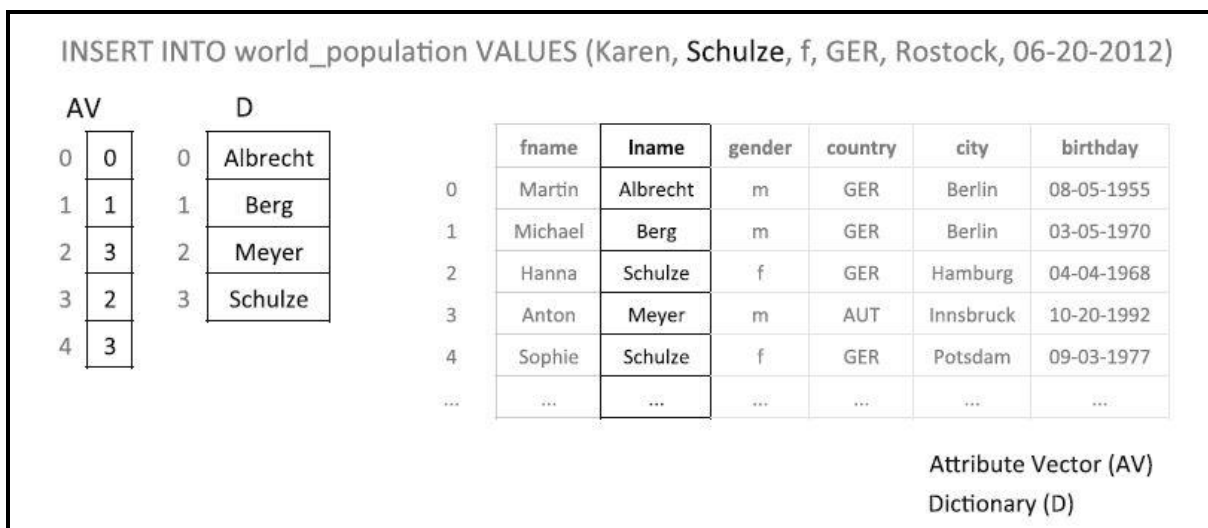 INSERT INTO world_population VALUES (Karen, Schulze, f, GER, Rostock, 06-20-2012)
AV D
0 0 0 Albrecht
1 1 1 Berg
2 3 2 Meyer
3 2 3 Schulze
4 3
fname lname gender country city birthday
0 Martin Albrecht m GER Berlin 08-05-1955
1 Michael Berg m GER Berlin 03-05-1970
2 Hanna Schulze f GER Hamburg 04-04-1968
3 Anton Meyer m AUT Innsbruck 10-20-1992
4 Sophie Schulze f GER Potsdam 09-03-1977
... ... ... ... ... ... ...
Attribute Vector (AV)
Dictionary (D)